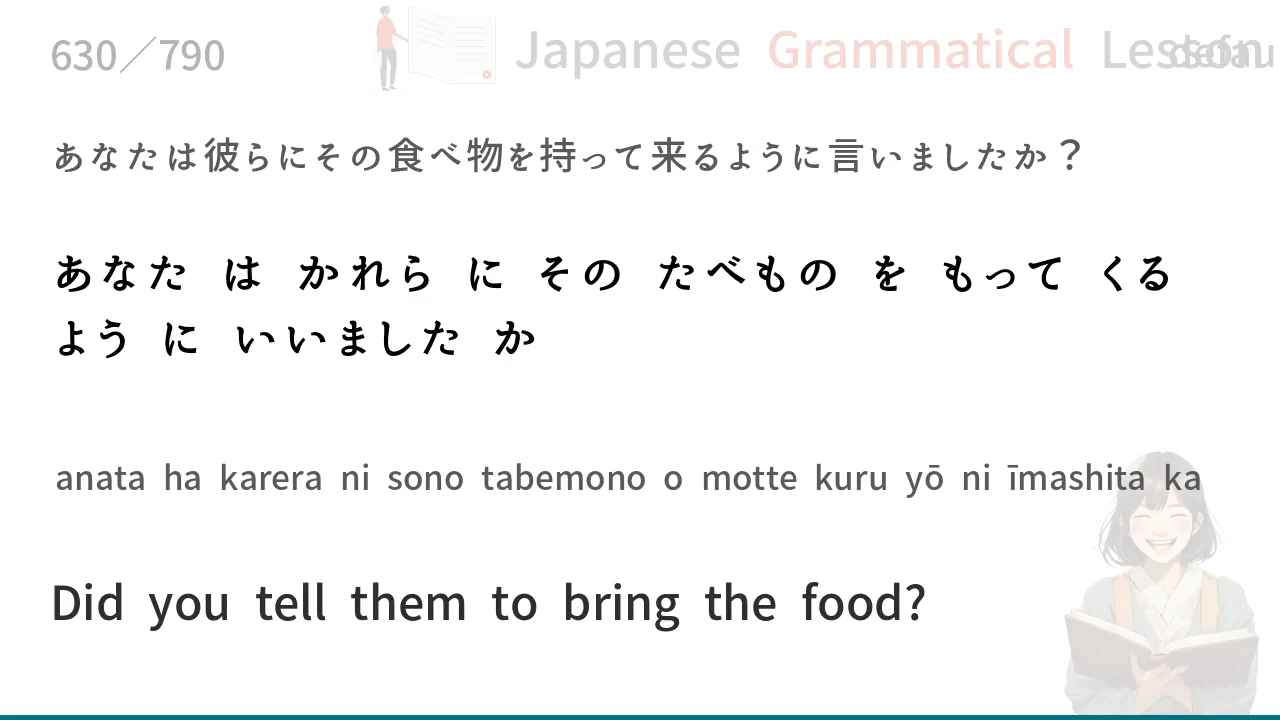 630／790
Japanese Grammatical Lesson
あなたは彼らにその食べ物を持って来るように言いましたか？
あなた は かれら に その たべもの を もって くる
よう に いいました か
anata ha karera ni sono tabemono o motte kuru yō ni īmashita ka
Did you tell them to bring the food?